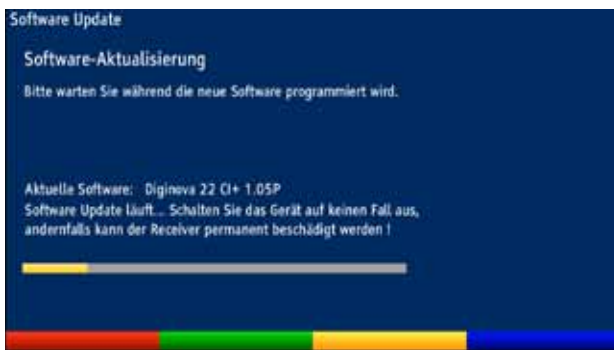 Software Update
Software-Aktualisierung
Bitte warten Sie während die neue Software programmiert wird.
Aktuelle Software: Diginova 22 CI+ 1.05P
Software Update läuft... Schalten Sie das Gerät auf keinen Fall aus,
andernfalls kann der Receiver permanent beschädigt werden !